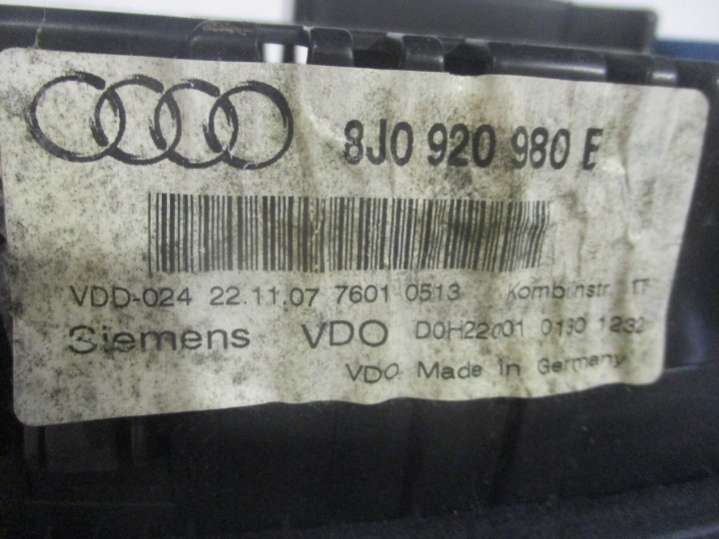 8J0 920 980 E
VDD-024 22.11.07 7601 0513 Kombiinstr. TT
Siemens VDO D0H22001 0130 1232
VDO Made in Germany